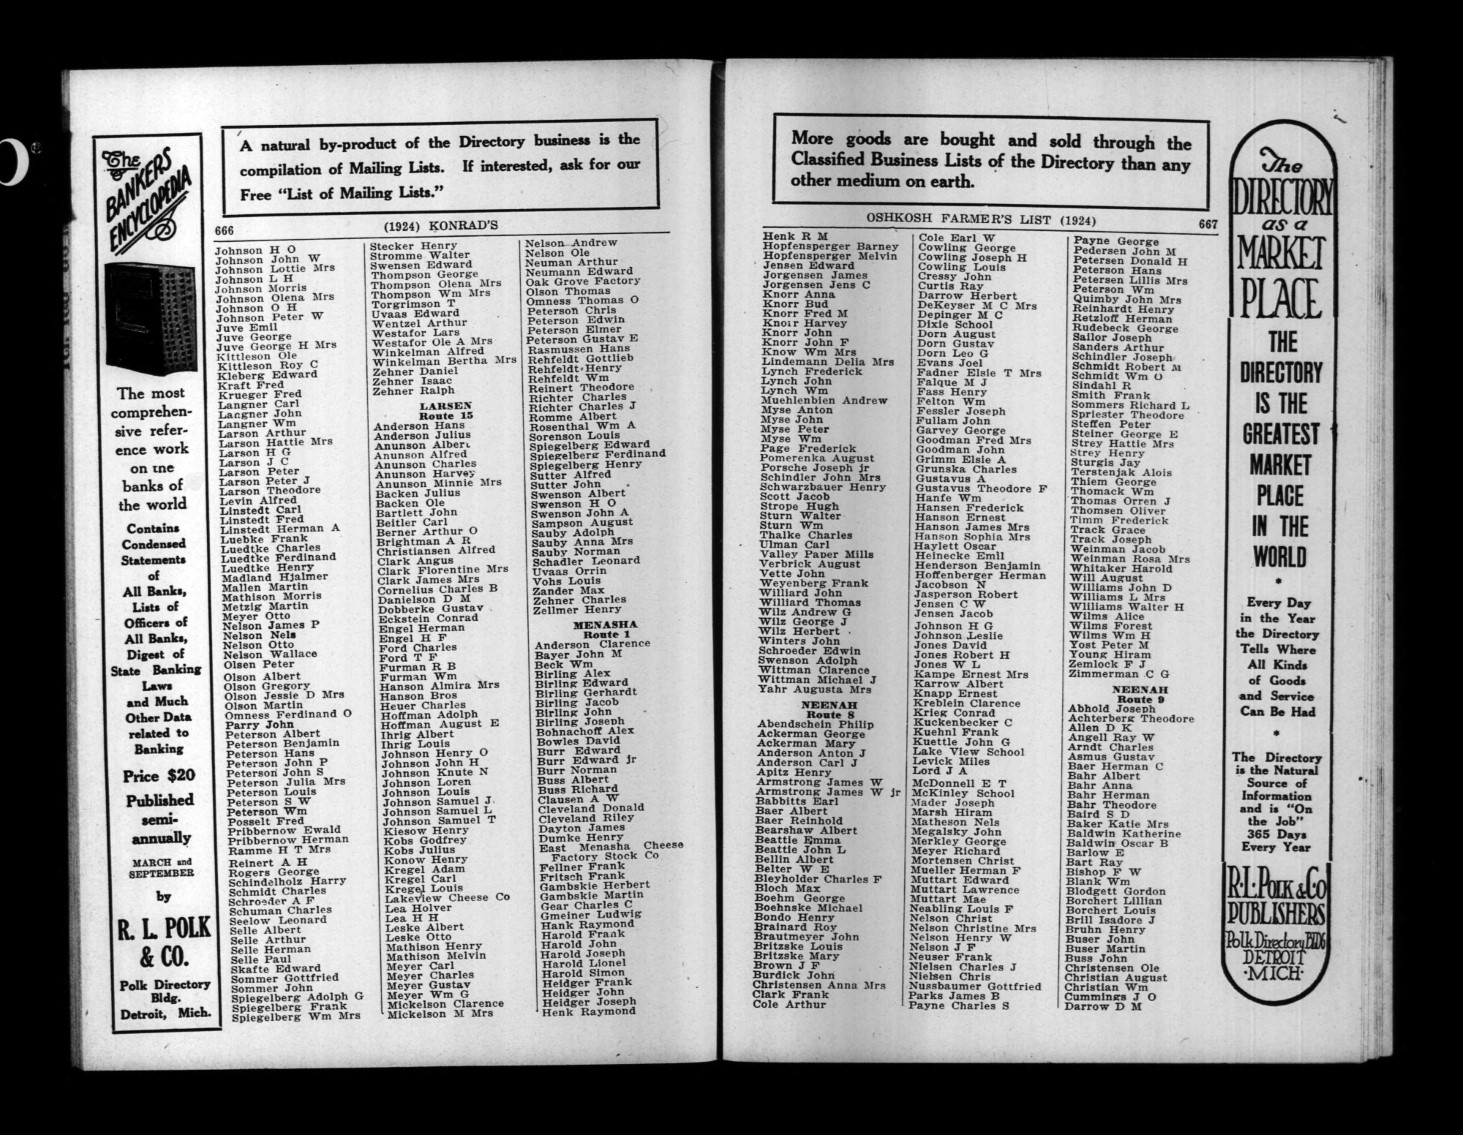 The
BANKERS
ENCYCLOPEDIA
The most
comprehen-
sive refer-
ence work
on the
banks of
the world
Contains
Condensed
Statements
of
All Banks,
Lists of
Officers of
All Banks,
Digest of
State Banking
Laws
and Much
Other Data
related to
Banking
Price $20
Published
semi-
annually
MARCH and
SEPTEMBER
by
R. L. POLK
& CO.
Polk Directory
Bldg.
Detroit, Mich.
A natural by-product of the Directory business is the
compilation of Mailing Lists. If interested, ask for our
Free "List of Mailing Lists."
666
(1924) KONRAD'S
Johnson H O
Johnson John W
Johnson Lottie Mrs
Johnson L H
Johnson Morris
Johnson Olena Mrs
Johnson O H
Johnson Peter W
Juve Emil
Juve George
Juve George H Mrs
Kittleson Ole
Kittleson Roy C
Kleberg Edward
Kraft Fred
Krueger Fred
Langner Carl
Langner John
Langner Wm
Larson Arthur
Larson Hattie Mrs
Larson H G
Larson J C
Larson Peter
Larson Peter J
Larson Theodore
Levin Alfred
Linstedt Carl
Linstedt Fred
Linstedt Herman A
Luebke Frank
Luedtke Charles
Luedtke Ferdinand
Luedtke Henry
Madland Hjalmer
Mallen Martin
Mathison Morris
Metzig Martin
Meyer Otto
Nelson James P
Nelson Nels
Nelson Otto
Nelson Wallace
Olsen Peter
Olson Albert
Olson Gregory
Olson Jessie D Mrs
Olson Martin
Omness Ferdinand O
Parry John
Peterson Albert
Peterson Benjamin
Peterson Hans
Peterson John P
Peterson John S
Peterson Julia Mrs
Peterson Louis
Peterson S W
Peterson Wm
Posselt Fred
Pribbernow Ewald
Pribbernow Herman
Ramme H T Mrs
Reinert A H
Rogers George
Schindelholz Harry
Schmidt Charles
Schroeder A F
Schuman Charles
Seelow Leonard
Selle Albert
Selle Arthur
Selle Herman
Selle Paul
Skafte Edward
Sommer Gottfried
Sommer John
Spiegelberg Adolph G
Spiegelberg Frank
Spiegelberg Wm Mrs
Stecker Henry
Stromme Walter
Swensen Edward
Thompson George
Thompson Olena Mrs
Thompson Wm Mrs
Torgrimson T
Uvaas Edward
Wentzel Arthur
Westafor Lars
Westafor Ole A Mrs
Winkelman Alfred
Winkelman Bertha Mrs
Zehner Daniel
Zehner Isaac
Zehner Ralph
LARSEN
Route 15
Anderson Hans
Anderson Julius
Anunson Albert
Anunson Alfred
Anunson Charles
Anunson Harvey
Anunson Minnie Mrs
Backen Julius
Backen Ole
Bartlett John
Beitler Carl
Berner Arthur O
Brightman A R
Christiansen Alfred
Clark Angus
Clark Florentine Mrs
Clark James Mrs
Cornelius Charles B
Danielson D M
Dobberke Gustav
Eckstein Conrad
Engel Herman
Engel H F
Ford Charles
Ford T F
Furman R B
Furman Wm
Hanson Almira Mrs
Hanson Bros
Heuer Charles
Hoffman Adolph
Hoffman August E
Ihrig Albert
Ihrig Louis
Johnson Henry O
Johnson John H
Johnson Knute N
Johnson Loren
Johnson Louis
Johnson Samuel J
Johnson Samuel L
Johnson Samuel T
Kiesow Henry
Kobs Godfrey
Kobs Julius
Konow Henry
Kregel Adam
Kregel Carl
Kregel Louis
Lakeview Cheese Co
Lea Holver
Lea H H
Leske Albert
Leske Otto
Mathison Henry
Mathison Melvin
Meyer Carl
Meyer Charles
Meyer Gustav
Meyer Wm G
Mickelson Clarence
Mickelson M Mrs
Nelson Andrew
Nelson Ole
Neuman Arthur
Neumann Edward
Oak Grove Factory
Olson Thomas
Omness Thomas O
Peterson Chris
Peterson Edwin
Peterson Elmer
Peterson Gustav E
Rasmussen Hans
Rehfeldt Gottlieb
Rehfeldt Henry
Rehfeldt Wm
Reinert Theodore
Richter Charles
Richter Charles J
Romme Albert
Rosenthal Wm A
Sorenson Louis
Spiegelberg Edward
Spiegelberg Ferdinand
Spiegelberg Henry
Sutter Alfred
Sutter John
Swenson Albert
Swenson H O
Swenson John A
Sampson August
Sauby Adolph
Sauby Anna Mrs
Sauby Norman
Schadler Leonard
Uvaas Orrin
Vohs Louis
Zander Max
Zehner Charles
Zellmer Henry
MENASHA
Route 1
Anderson Clarence
Bayer John M
Beck Wm
Birling Alex
Birling Edward
Birling Gerhardt
Birling Jacob
Birling John
Birling Joseph
Bohnachoff Alex
Bowles David
Burr Edward
Burr Edward jr
Burr Norman
Buss Albert
Buss Richard
Clausen A W
Cleveland Donald
Cleveland Riley
Dayton James
Dumke Henry
East Menasha Cheese
Factory Stock Co
Fellner Frank
Fritsch Frank
Gambskie Herbert
Gambskie Martin
Gear Charles C
Gmeiner Ludwig
Hank Raymond
Harold Frank
Harold John
Harold Joseph
Harold Lionel
Harold Simon
Heidger Frank
Heidger John
Heidger Joseph
Henk Raymond
More goods are bought and sold through the
Classified Business Lists of the Directory than any
other medium on earth.
OSHKOSH FARMER'S LIST (1924)
667
Henk R M
Hopfensperger Barney
Hopfensperger Melvin
Jensen Edward
Jorgensen James
Jorgensen Jens C
Knorr Anna
Knorr Bud
Knorr Fred M
Knorr Harvey
Knorr John
Knorr John F
Know Wm Mrs
Lindemann Delia Mrs
Lynch Frederick
Lynch John
Lynch Wm
Muehlenbien Andrew
Myse Anton
Myse John
Myse Peter
Myse Wm
Page Frederick
Pomerenka August
Porsche Joseph jr
Schindler John Mrs
Schwarzbauer Henry
Scott Jacob
Strope Hugh
Sturn Walter
Sturn Wm
Thalke Charles
Ulman Carl
Valley Paper Mills
Verbrick August
Vette John
Weyenberg Frank
Williard John
Williard Thomas
Wilz Andrew G
Wilz George J
Wilz Herbert
Winters John
Schroeder Edwin
Swenson Adolph
Wittman Clarence
Wittman Michael J
Yahr Augusta Mrs
NEENAH
Route 8
Abendschein Philip
Ackerman George
Ackerman Mary
Anderson Anton J
Anderson Carl J
Apitz Henry
Armstrong James W
Armstrong James W jr
Babbitts Earl
Baer Albert
Baer Reinhold
Bearshaw Albert
Beattie Emma
Beattie John L
Bellin Albert
Belter W E
Bleyholder Charles F
Bloch Max
Boehm George
Boehnske Michael
Bondo Henry
Brainard Roy
Brautmeyer John
Britzske Louis
Britzske Mary
Brown J F
Burdick John
Christensen Anna Mrs
Clark Frank
Cole Arthur
Cole Earl W
Cowling George
Cowling Joseph H
Cowling Louis
Cressy John
Curtis Ray
Darrow Herbert
DeKeyser M C Mrs
Depinger M C
Dixie School
Dorn August
Dorn Gustav
Dorn Leo G
Evans Joel
Fadner Elsie T Mrs
Falque M J
Fass Henry
Felton Wm
Fessler Joseph
Fullam John
Garvey George
Goodman Fred Mrs
Goodman John
Grimm Elsie A
Grunska Charles
Gustavus A
Gustavus Theodore F
Hanfe Wm
Hansen Frederick
Hanson Ernest
Hanson James Mrs
Hanson Sophia Mrs
Haylett Oscar
Heinecke Emil
Henderson Benjamin
Hoffenberger Herman
Jacobson N
Jasperson Robert
Jensen C W
Jensen Jacob
Johnson H G
Johnson Leslie
Jones David
Jones Robert H
Jones W L
Kampe Ernest Mrs
Karrow Albert
Knapp Ernest
Kreblein Clarence
Krieg Conrad
Kuckenbecker C
Kuehnl Frank
Kuettle John G
Lake View School
Levick Miles
Lord J A
McDonnell E T
McKinley School
Mader Joseph
Marsh Hiram
Matheson Nels
Megalsky John
Merkley George
Meyer Richard
Mortensen Christ
Mueller Herman F
Muttart Edward
Muttart Lawrence
Muttart Mae
Neabling Louis F
Nelson Christ
Nelson Christine Mrs
Nelson Henry W
Nelson J F
Neuser Frank
Nielsen Charles J
Nielsen Chris
Nussbaumer Gottfried
Parks James B
Payne Charles S
Payne George
Pedersen John M
Petersen Donald H
Peterson Hans
Petersen Lillis Mrs
Peterson Wm
Quimby John Mrs
Reinhardt Henry
Retzloff Herman
Rudebeck George
Sailor Joseph
Sanders Arthur
Schindler Joseph
Schmidt Robert M
Schmidt Wm O
Sindahl R
Smith Frank
Sommers Richard L
Spriester Theodore
Steffen Peter
Steiner George E
Strey Hattie Mrs
Strey Henry
Sturgis Jay
Terstenjak Alois
Thiem George
Thomack Wm
Thomas Orren J
Thomsen Oliver
Timm Frederick
Track Grace
Track Joseph
Weinman Jacob
Weinman Rosa Mrs
Whitaker Harold
Will August
Williams John D
Williams L Mrs
Williams Walter H
Wilms Alice
Wilms Forest
Wilms Wm H
Yost Peter M
Young Hiram
Zemlock F J
Zimmerman C G
NEENAH
Route 9
Abhold Joseph
Achterberg Theodore
Allen D K
Angell Ray W
Arndt Charles
Asmus Gustav
Baer Herman C
Bahr Albert
Bahr Anna
Bahr Herman
Bahr Theodore
Baird S D
Baker Katie Mrs
Baldwin Katherine
Baldwin Oscar B
Barlow E
Bart Ray
Bishop F W
Blank Wm
Blodgett Gordon
Borchert Lillian
Borchert Louis
Brill Isadore J
Bruhn Henry
Buser John
Buser Martin
Buss John
Christensen Ole
Christian August
Christian Wm
Cummings J O
Darrow D M
The
DIRECTORY
as a
MARKET
PLACE
THE
DIRECTORY
IS THE
GREATEST
MARKET
PLACE
IN THE
WORLD
Every Day
in the Year
the Directory
Tells Where
All Kinds
of Goods
and Service
Can Be Had
The Directory
is the Natural
Source of
Information
and is "On
the Job"
365 Days
Every Year
R·L·POLK & Co
PUBLISHERS
Polk Directory BLDG
DETROIT
·MICH·